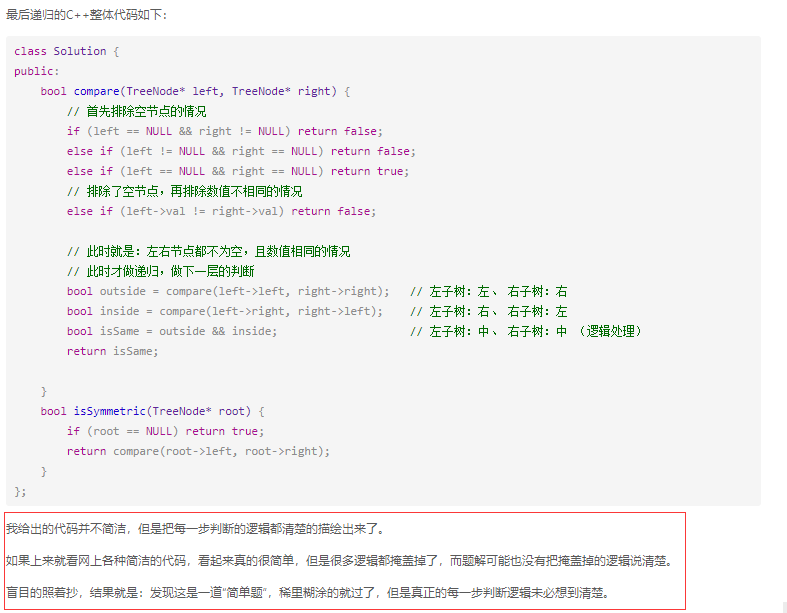 最后递归的C++整体代码如下：
class Solution {
public:
    bool compare(TreeNode* left, TreeNode* right) {
        // 首先排除空节点的情况
        if (left == NULL && right != NULL) return false;
        else if (left != NULL && right == NULL) return false;
        else if (left == NULL && right == NULL) return true;
        // 排除了空节点，再排除数值不相同的情况
        else if (left->val != right->val) return false;
        // 此时就是：左右节点都不为空，且数值相同的情况
        // 此时才做递归，做下一层的判断
        bool outside = compare(left->left, right->right);   // 左子树：左、 右子树：右
        bool inside = compare(left->right, right->left);    // 左子树：右、 右子树：左
        bool isSame = outside && inside;                    // 左子树：中、 右子树：中 （逻辑处理）
        return isSame;
    }
    bool isSymmetric(TreeNode* root) {
        if (root == NULL) return true;
        return compare(root->left, root->right);
    }
};
我给出的代码并不简洁，但是把每一步判断的逻辑都清楚的描绘出来了。
如果上来就看网上各种简洁的代码，看起来真的很简单，但是很多逻辑都掩盖掉了，而题解可能也没有把掩盖掉的逻辑说清楚。
盲目的照着抄，结果就是：发现这是一道“简单题”，稀里糊涂的就过了，但是真正的每一步判断逻辑未必想到清楚。